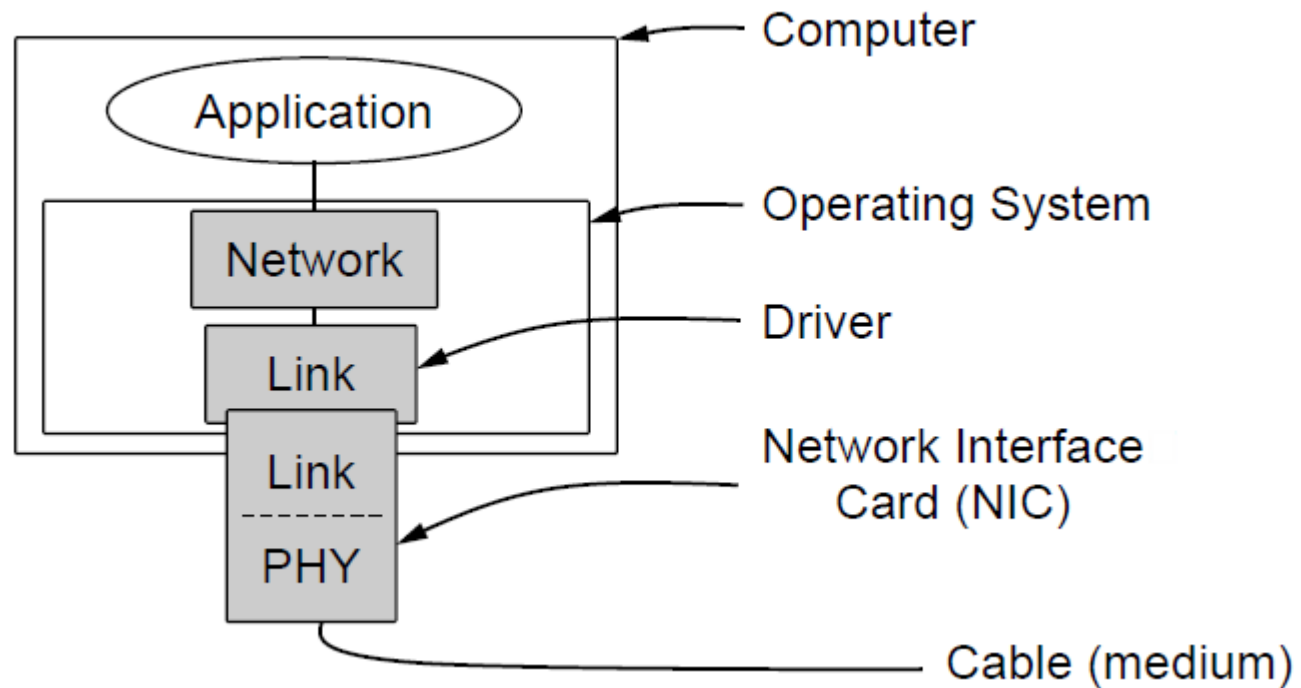 Computer
Application
Operating System
Network
Driver
Link
Network Interface
Card (NIC)
Link
PHY
Cable (medium)